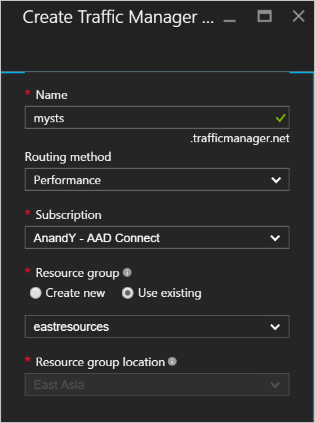 Create Traffic Manager ...
* Name
mysts
.trafficmanager.net
Routing method
Performance
* Subscription
AnandY - AAD Connect
* Resource group
Create new Use existing
eastresources
* Resource group location
East Asia